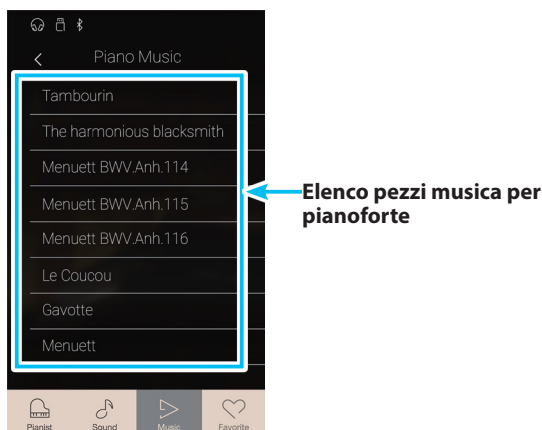 Piano Music
Tambourin
The harmonious blacksmith
Menuett BWV.Anh.114
Menuett BWV.Anh.115
Menuett BWV.Anh.116
Le Coucou
Gavotte
Menuett
Elenco pezzi musica per
pianoforte
Pianist Sound Music Favorite